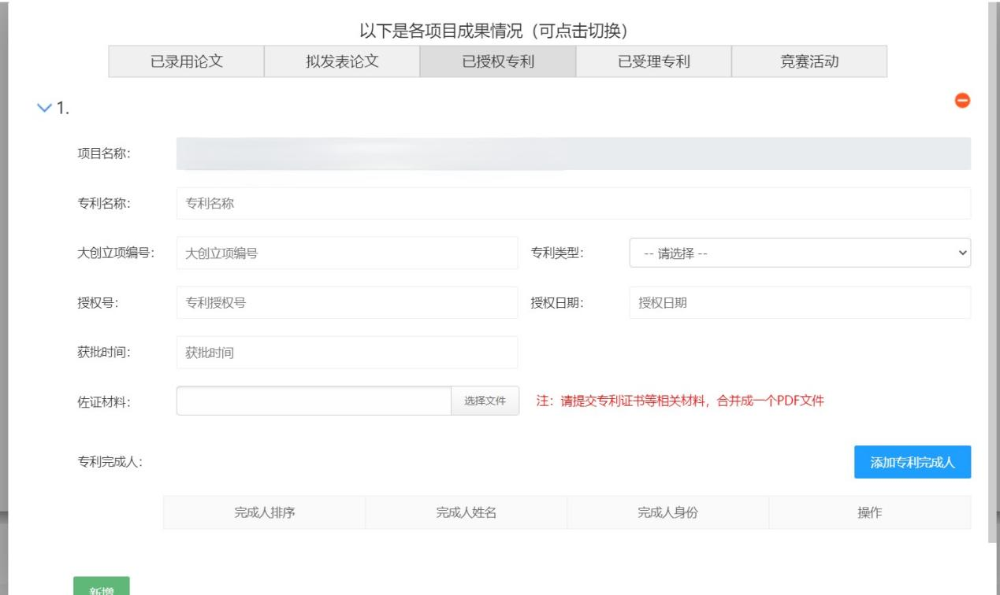 以下是各项目成果情况（可点击切换）
已录用论文 拟发表论文 已授权专利 已受理专利 竞赛活动
1.
项目名称：
专利名称： 专利名称
大创立项编号： 大创立项编号 专利类型： -- 请选择 --
授权号： 专利授权号 授权日期： 授权日期
获批时间： 获批时间
佐证材料： 选择文件 注：请提交专利证书等相关材料，合并成一个PDF文件
专利完成人： 添加专利完成人
完成人排序 完成人姓名 完成人身份 操作
新增